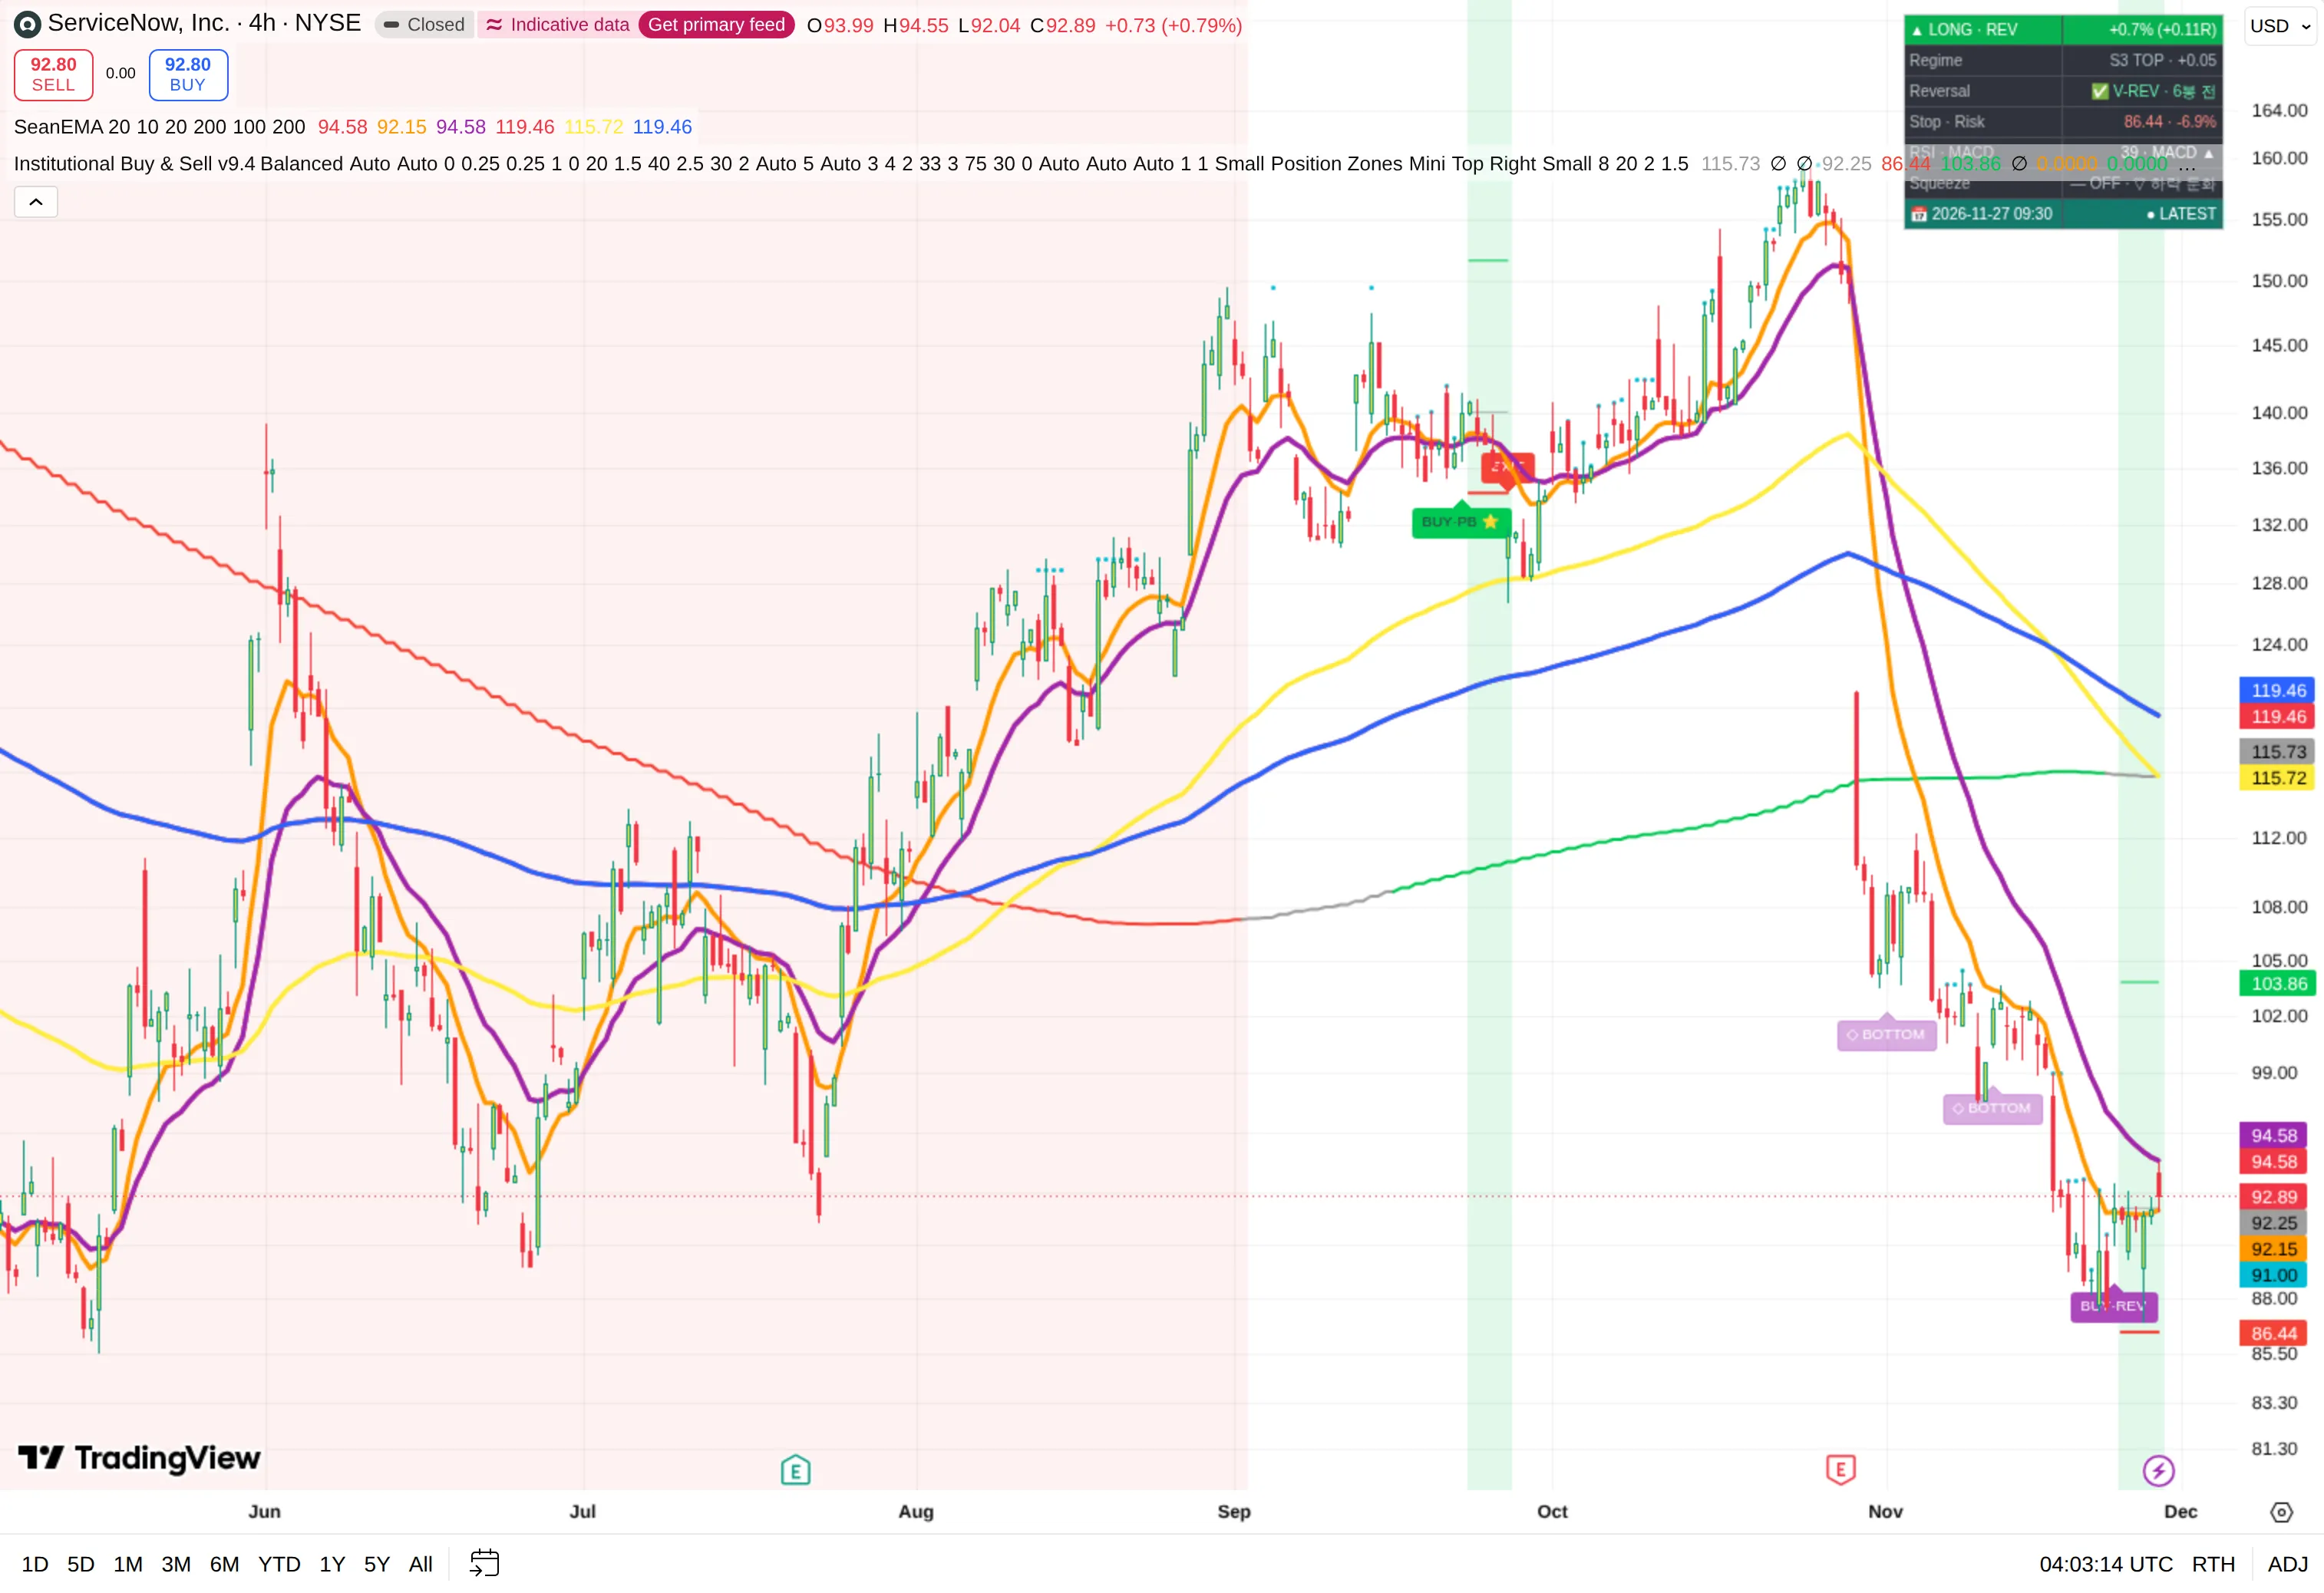 ServiceNow, Inc. · 4h · NYSE Closed Indicative data Get primary feed O93.99 H94.55 L92.04 C92.89 +0.73 (+0.79%)
USD
92.80 SELL 0.00 92.80 BUY
SeanEMA 20 10 20 200 100 200 94.58 92.15 94.58 119.46 115.72 119.46
Institutional Buy & Sell v9.4 Balanced Auto Auto 0 0.25 0.25 1 0 20 1.5 40 2.5 30 2 Auto 5 Auto 3 4 2 33 3 75 30 0 Auto Auto Auto 1 1 Small Position Zones Mini Top Right Small 8 20 2 1.5 115.73 ∅ ∅ 92.25 86.44 103.86 ∅ 0.0000 0.0000 ...
▲ LONG · REV +0.7% (+0.11R)
Regime S3 TOP · +0.05
Reversal ✅ V-REV · 6봉 전
Stop · Risk 86.44 · -6.9%
RSI · MACD 39 · MACD ▲
Squeeze — OFF · ▽ 하락 둔화
📅 2026-11-27 09:30 ● LATEST
164.00
160.00
155.00
150.00
145.00
140.00
136.00
132.00
128.00
124.00
119.46
119.46
115.73
115.72
112.00
108.00
105.00
103.86
102.00
99.00
94.58
94.58
92.89
92.25
92.15
91.00
88.00
86.44
85.50
83.30
81.30
BUY-PB ⭐
◇ BOTTOM
◇ BOTTOM
BUY-REV
TradingView
E
E
Jun Jul Aug Sep Oct Nov Dec
1D 5D 1M 3M 6M YTD 1Y 5Y All 04:03:14 UTC RTH ADJ